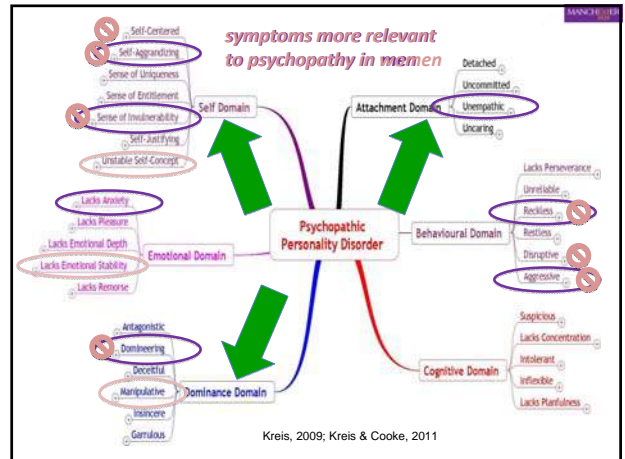 MANCHESTER
symptoms more relevant
to psychopathy in men
Self-Centered
Self-Aggrandizing
Sense of Uniqueness
Sense of Entitlement
Sense of Invulnerability
Self-Justifying
Unstable Self-Concept
Self Domain
Detached
Uncommitted
Unempathic
Uncaring
Attachment Domain
Lacks Anxiety
Lacks Pleasure
Lacks Emotional Depth
Lacks Emotional Stability
Lacks Remorse
Emotional Domain
Psychopathic
Personality Disorder
Lacks Perseverance
Unreliable
Reckless
Restless
Disruptive
Aggressive
Behavioural Domain
Antagonistic
Domineering
Deceitful
Manipulative
Insincere
Garrulous
Dominance Domain
Suspicious
Lacks Concentration
Intolerant
Inflexible
Lacks Planfulness
Cognitive Domain
Kreis, 2009; Kreis & Cooke, 2011